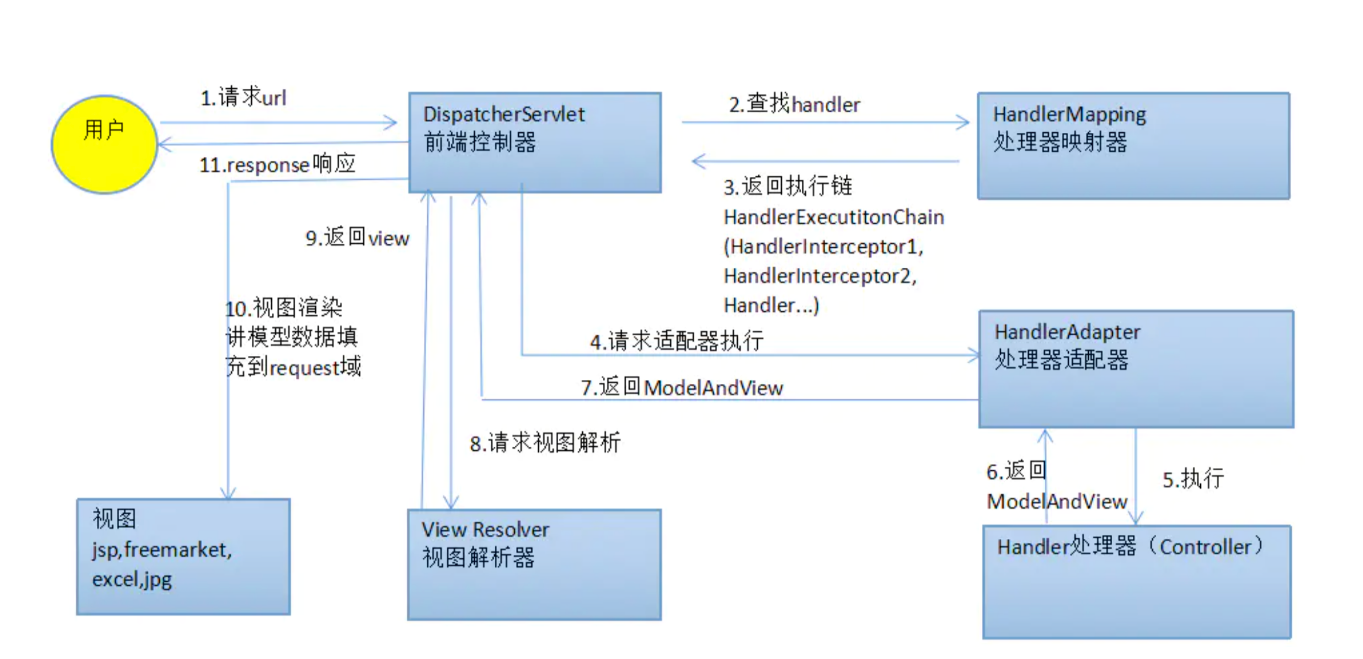 用户
1.请求url
11.response响应
DispatcherServlet
前端控制器
2.查找handler
HandlerMapping
处理器映射器
3.返回执行链
HandlerExecutitonChain
(HandlerInterceptor1,
HandlerInterceptor2,
Handler...)
9.返回view
10.视图渲染
讲模型数据填
充到request域
4.请求适配器执行
7.返回ModelAndView
HandlerAdapter
处理器适配器
8.请求视图解析
6.返回
ModelAndView
5.执行
视图
jsp,freemarket,
excel,jpg
View Resolver
视图解析器
Handler处理器（Controller）